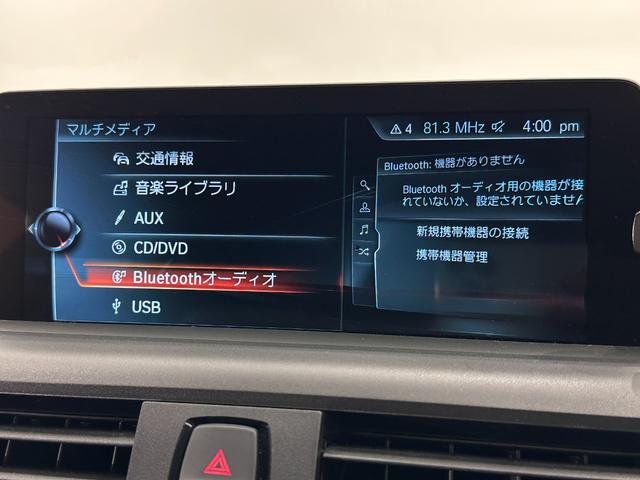 マルチメディア
4 81.3 MHz 4:00 pm
交通情報
音楽ライブラリ
AUX
CD/DVD
Bluetoothオーディオ
USB
Bluetooth: 機器がありません
Bluetooth オーディオ用の機器が接
れていないか、設定されていません
新規携帯機器の接続
携帯機器管理